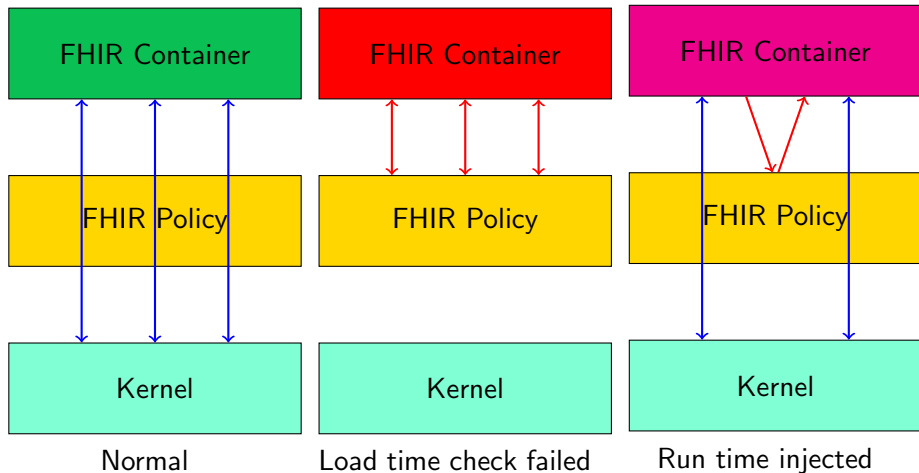 FHIR Container
FHIR Container
FHIR Container
FHIR Policy
FHIR Policy
FHIR Policy
Kernel
Kernel
Kernel
Normal
Load time check failed
Run time injected